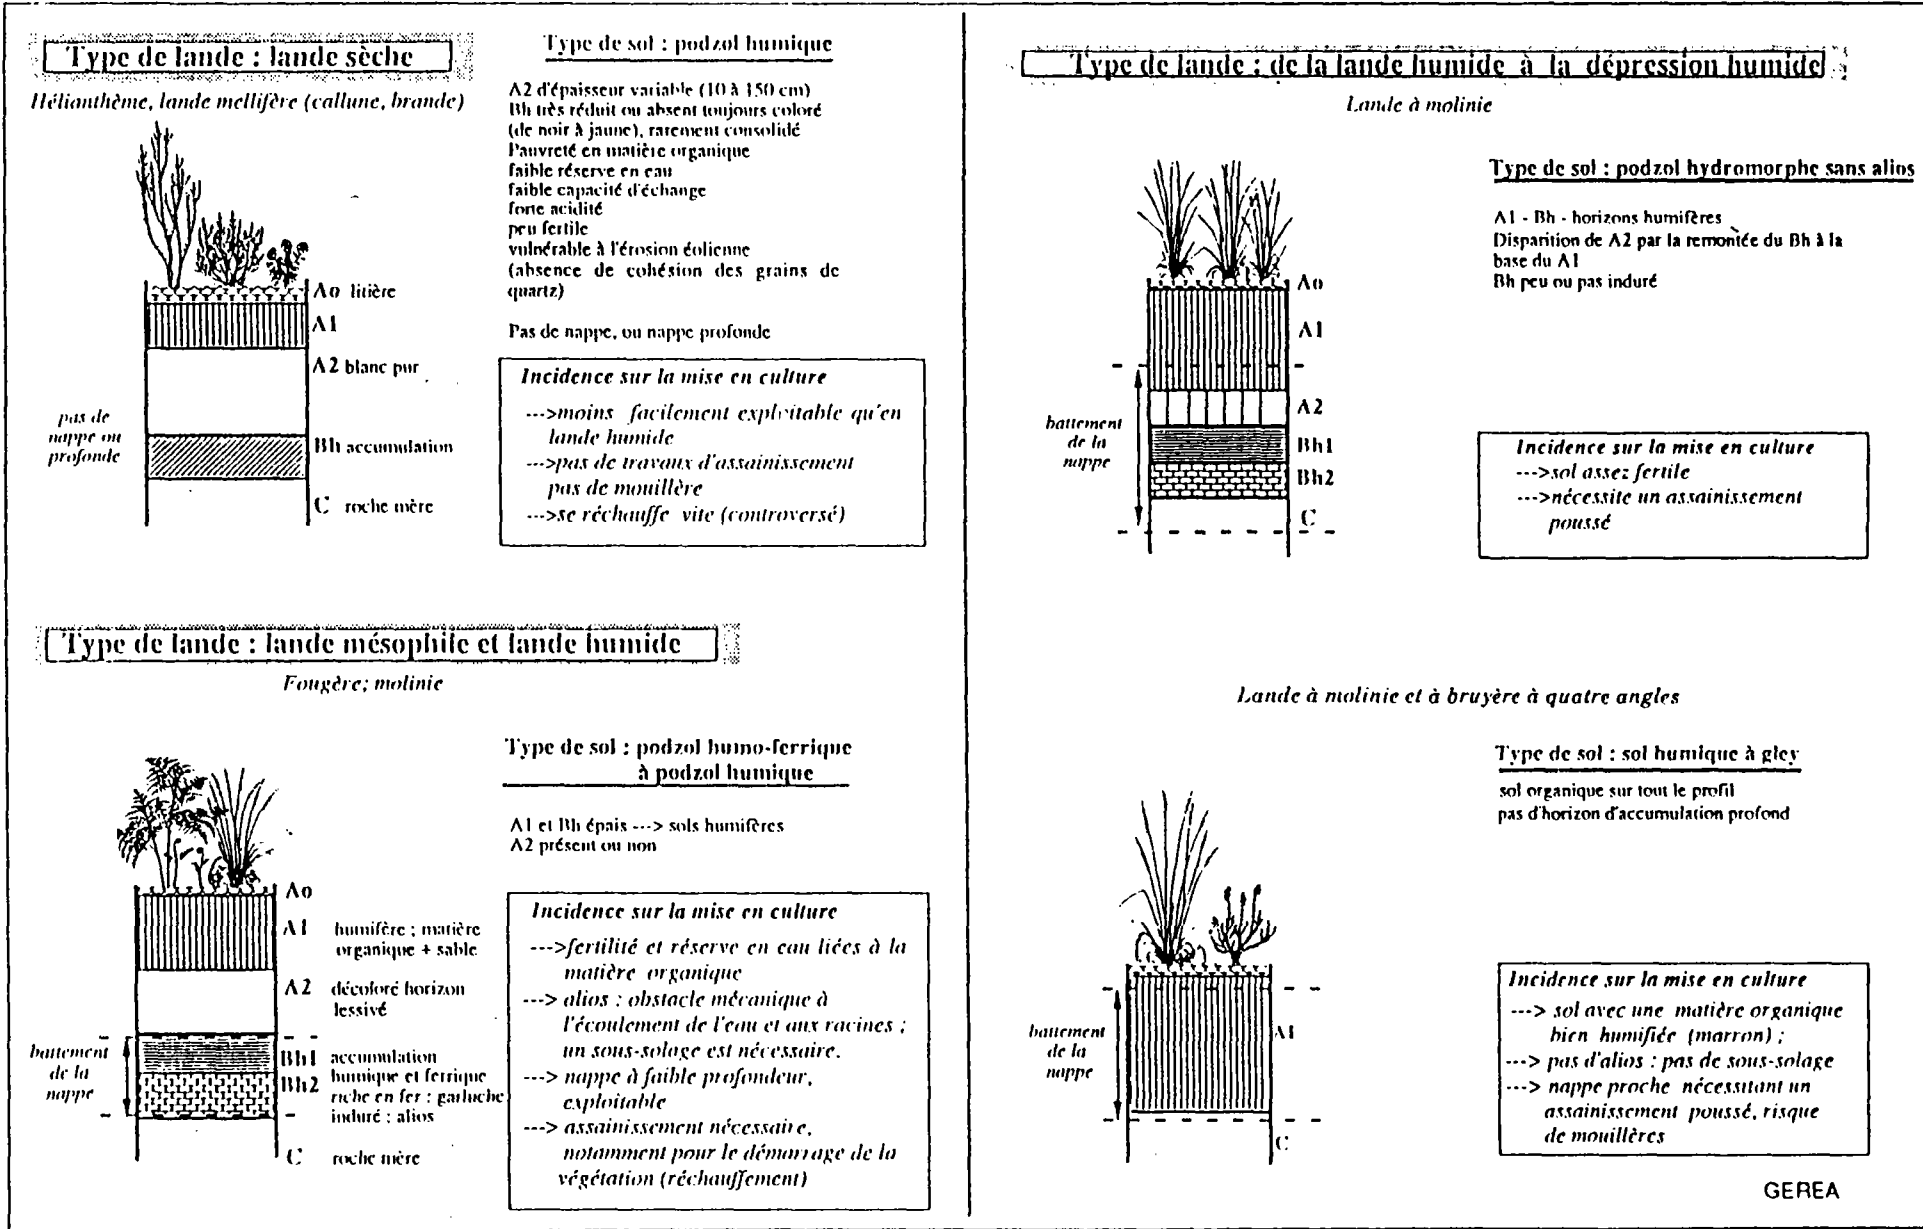 Type de lande : lande sèche
Hélianthème, lande mellifère (callune, brande)
Type de sol : podzol humique
A2 d'épaisseur variable (10 à 150 cm)
Bh très réduit ou absent toujours coloré
(de noir à jaune), rarement consolidé
Pauvreté en matière organique
faible réserve en eau
faible capacité d'échange
forte acidité
peu fertile
vulnérable à l'érosion éolienne
(absence de cohésion des grains de
quartz)
Pas de nappe, ou nappe profonde
Ao litière
A1
A2 blanc pur
Bh accumulation
C roche mère
pas de
nappe ou
profonde
Incidence sur la mise en culture
--->moins facilement exploitable qu'en
lande humide
--->pas de travaux d'assainissement
pas de mouillère
--->se réchauffe vite (controversé)
Type de lande : lande mésophile et lande humide
Fougère; molinie
Type de sol : podzol humo-ferrique
à podzol humique
A1 et Bh épais ---> sols humifères
A2 présent ou non
Ao
A1 humifère ; matière
organique + sable
A2 décoloré horizon
lessivé
Bh1 accumulation
Bh2 humique et ferrique
riche en fer : garluche
induré : alios
C roche mère
battement
de la
nappe
Incidence sur la mise en culture
--->fertilité et réserve en eau liées à la
matière organique
---> alios : obstacle mécanique à
l'écoulement de l'eau et aux racines ;
un sous-solage est nécessaire.
---> nappe à faible profondeur,
exploitable
---> assainissement nécessaire,
notamment pour le démarrage de la
végétation (réchauffement)
Type de lande : de la lande humide à la dépression humide
Lande à molinie
Type de sol : podzol hydromorphe sans alios
A1 - Bh - horizons humifères
Disparition de A2 par la remontée du Bh à la
base du A1
Bh peu ou pas induré
Ao
A1
A2
Bh1
Bh2
C
battement
de la
nappe
Incidence sur la mise en culture
--->sol assez fertile
--->nécessite un assainissement
poussé
Lande à molinie et à bruyère à quatre angles
Type de sol : sol humique à gley
sol organique sur tout le profil
pas d'horizon d'accumulation profond
A1
C
battement
de la
nappe
Incidence sur la mise en culture
---> sol avec une matière organique
bien humifiée (marron) ;
---> pas d'alios : pas de sous-solage
---> nappe proche nécessitant un
assainissement poussé, risque
de mouillères
GEREA